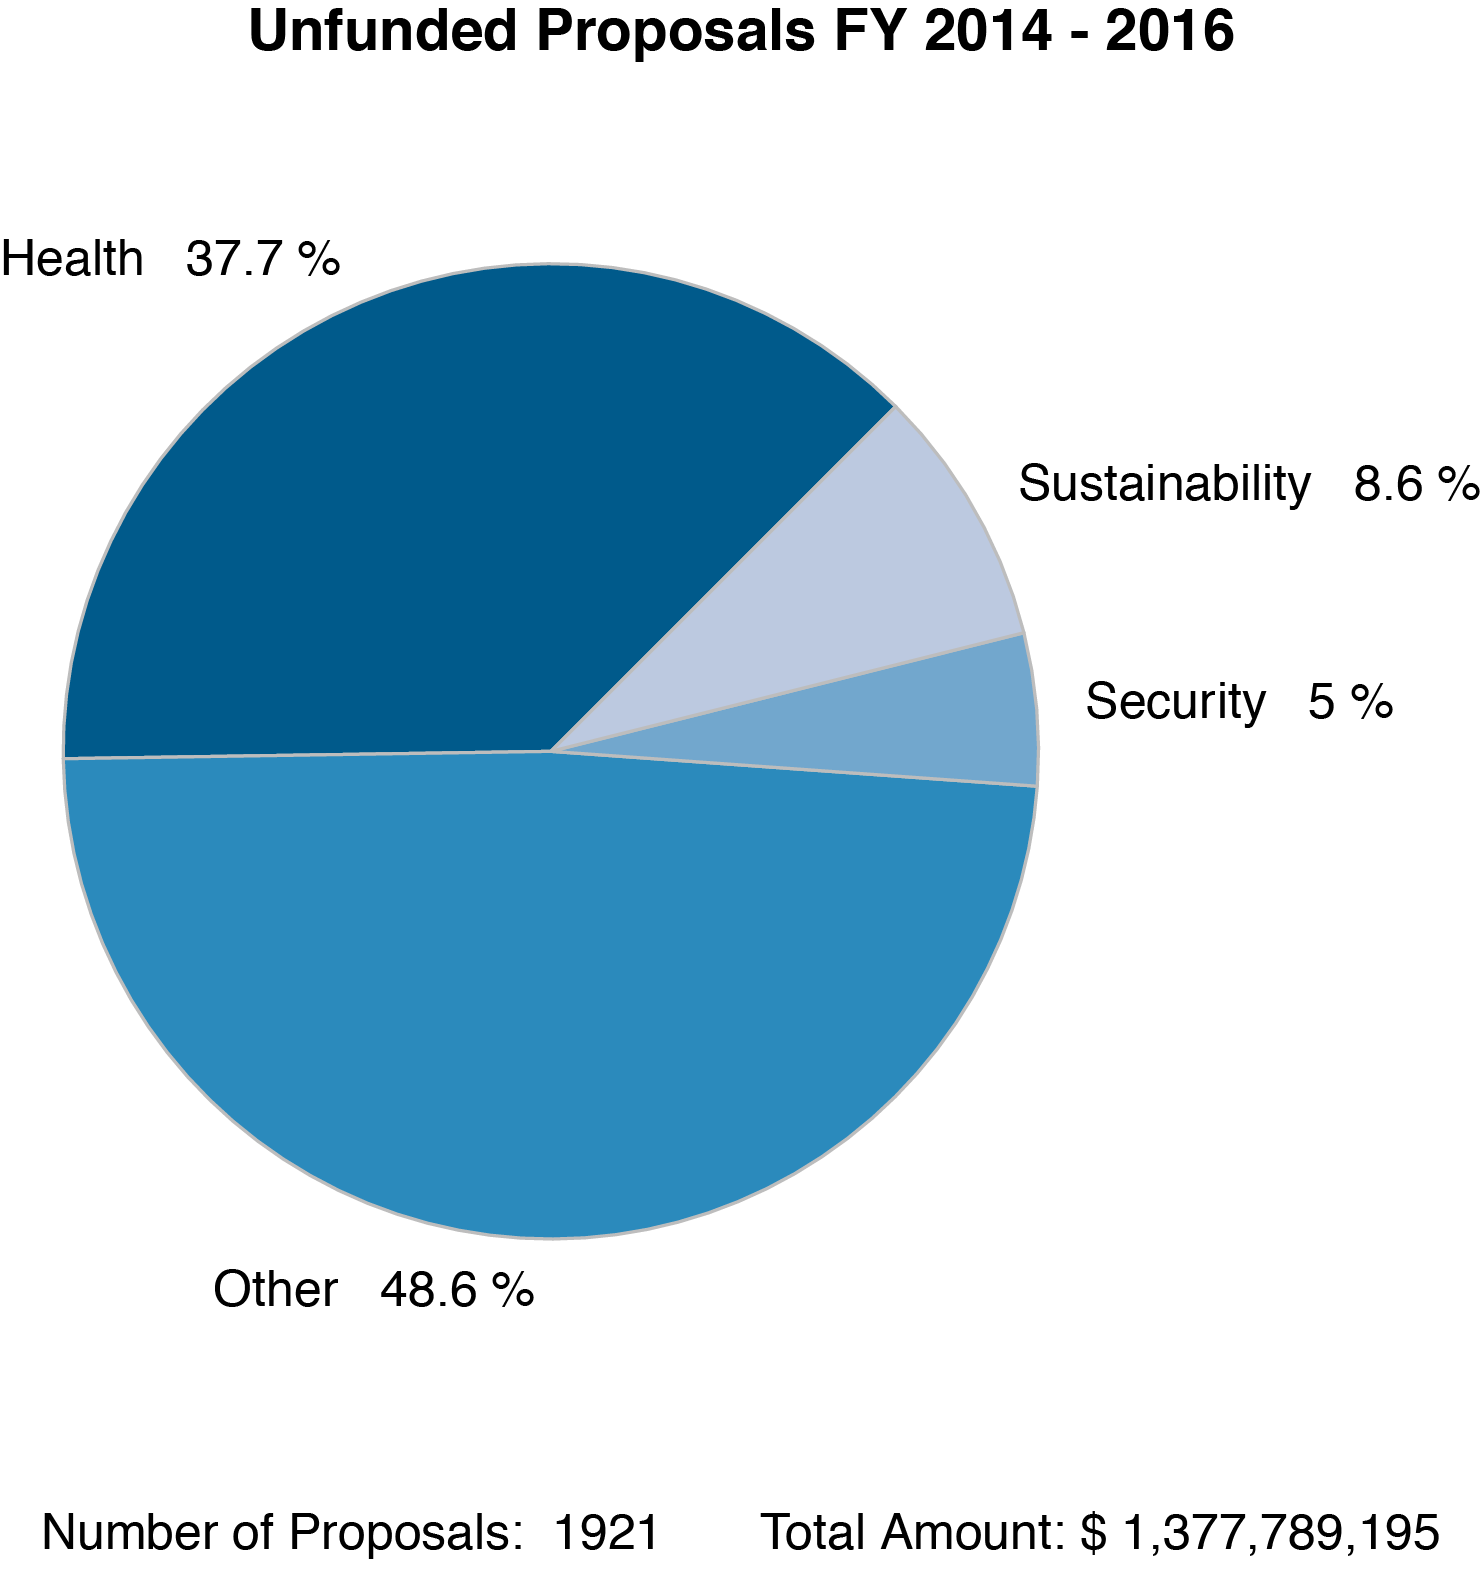 Unfunded Proposals FY 2014 - 2016
Health 37.7 %
Sustainability 8.6 %
Security 5 %
Other 48.6 %
Number of Proposals: 1921 Total Amount: $ 1,377,789,195